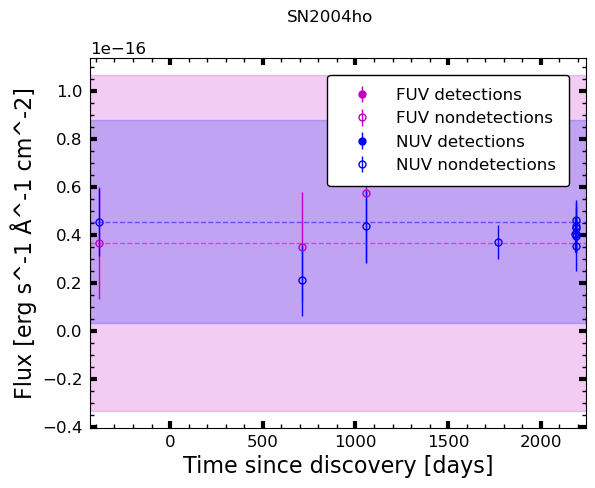 SN2004ho
1e−16
FUV detections
FUV nondetections
NUV detections
NUV nondetections
1.0
0.8
0.6
0.4
0.2
0.0
−0.2
−0.4
Flux [erg s^-1 Å^-1 cm^-2]
0 500 1000 1500 2000
Time since discovery [days]